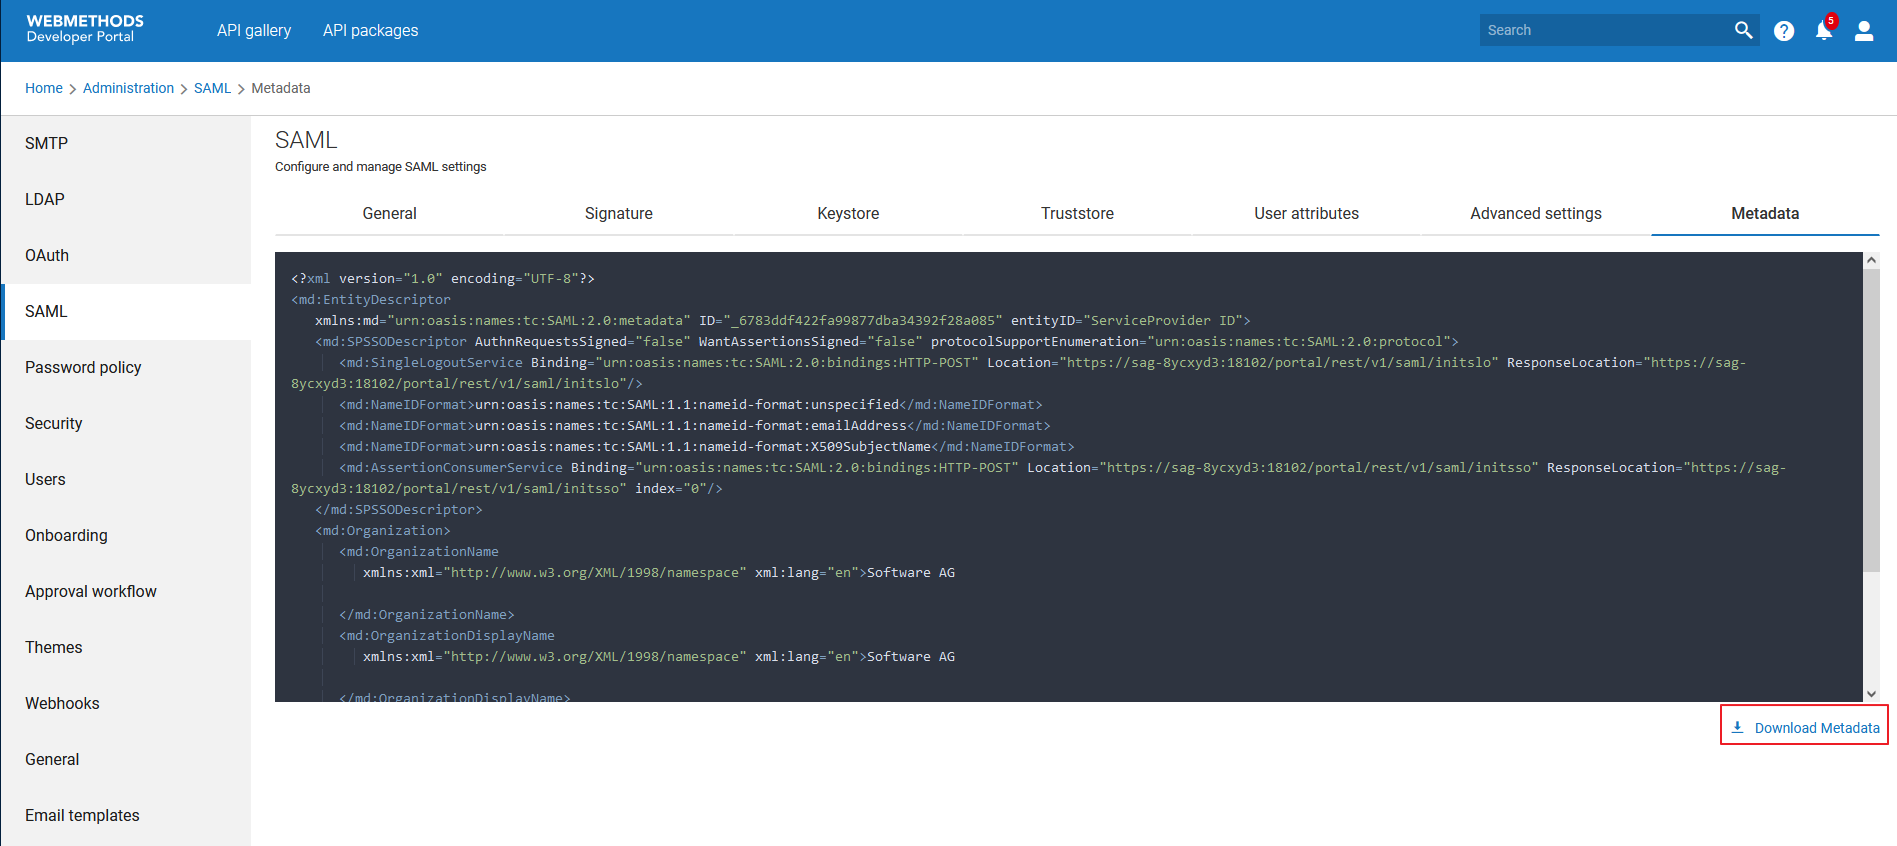 WEBMETHODS
Developer Portal
API gallery
API packages
Search
5
Home > Administration > SAML > Metadata
SMTP
LDAP
OAuth
SAML
Password policy
Security
Users
Onboarding
Approval workflow
Themes
Webhooks
General
Email templates
SAML
Configure and manage SAML settings
General
Signature
Keystore
Truststore
User attributes
Advanced settings
Metadata
<?xml version="1.0" encoding="UTF-8"?>
<md:EntityDescriptor
xmlns:md="urn:oasis:names:tc:SAML:2.0:metadata" ID="_6783ddf422fa99877dba34392f28a085" entityID="ServiceProvider ID">
<md:SPSSODescriptor AuthnRequestsSigned="false" WantAssertionsSigned="false" protocolSupportEnumeration="urn:oasis:names:tc:SAML:2.0:protocol">
<md:SingleLogoutService Binding="urn:oasis:names:tc:SAML:2.0:bindings:HTTP-POST" Location="https://sag-8ycxyd3:18102/portal/rest/v1/saml/initslo" ResponseLocation="https://sag-
8ycxyd3:18102/portal/rest/v1/saml/initslo"/>
<md:NameIDFormat>urn:oasis:names:tc:SAML:1.1:nameid-format:unspecified</md:NameIDFormat>
<md:NameIDFormat>urn:oasis:names:tc:SAML:1.1:nameid-format:emailAddress</md:NameIDFormat>
<md:NameIDFormat>urn:oasis:names:tc:SAML:1.1:nameid-format:X509SubjectName</md:NameIDFormat>
<md:AssertionConsumerService Binding="urn:oasis:names:tc:SAML:2.0:bindings:HTTP-POST" Location="https://sag-8ycxyd3:18102/portal/rest/v1/saml/initsso" ResponseLocation="https://sag-
8ycxyd3:18102/portal/rest/v1/saml/initsso" index="0"/>
</md:SPSSODescriptor>
<md:Organization>
<md:OrganizationName
xmlns:xml="http://www.w3.org/XML/1998/namespace" xml:lang="en">Software AG
</md:OrganizationName>
<md:OrganizationDisplayName
xmlns:xml="http://www.w3.org/XML/1998/namespace" xml:lang="en">Software AG
</md:OrganizationDisplayName>
Download Metadata